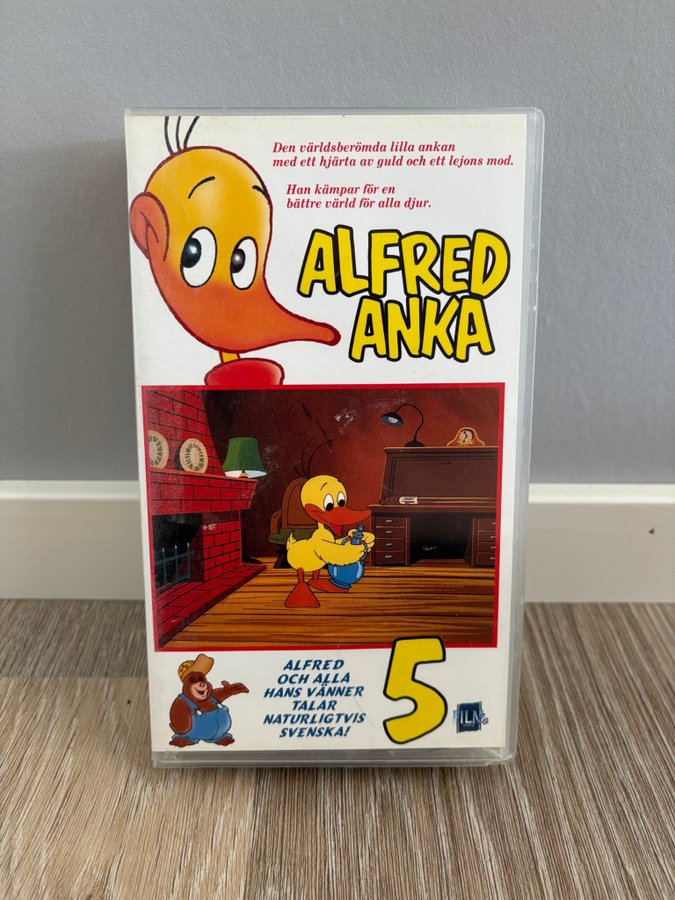 Den världsberömda lilla ankan
med ett hjärta av guld och ett lejons mod.
Han kämpar för en
bättre värld för alla djur.
ALFRED
ANKA
ALFRED
OCH ALLA
HANS VÄNNER
TALAR
NATURLIGTVIS
SVENSKA!
5
FILM